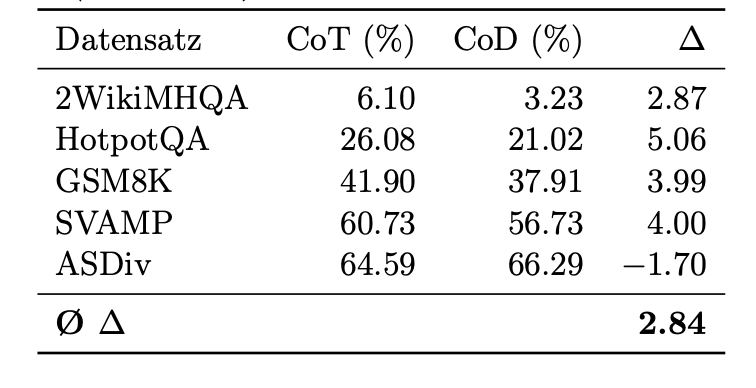 Datensatz CoT (%) CoD (%) Δ
2WikiMHQA 6.10 3.23 2.87
HotpotQA 26.08 21.02 5.06
GSM8K 41.90 37.91 3.99
SVAMP 60.73 56.73 4.00
ASDiv 64.59 66.29 −1.70
Ø Δ 2.84